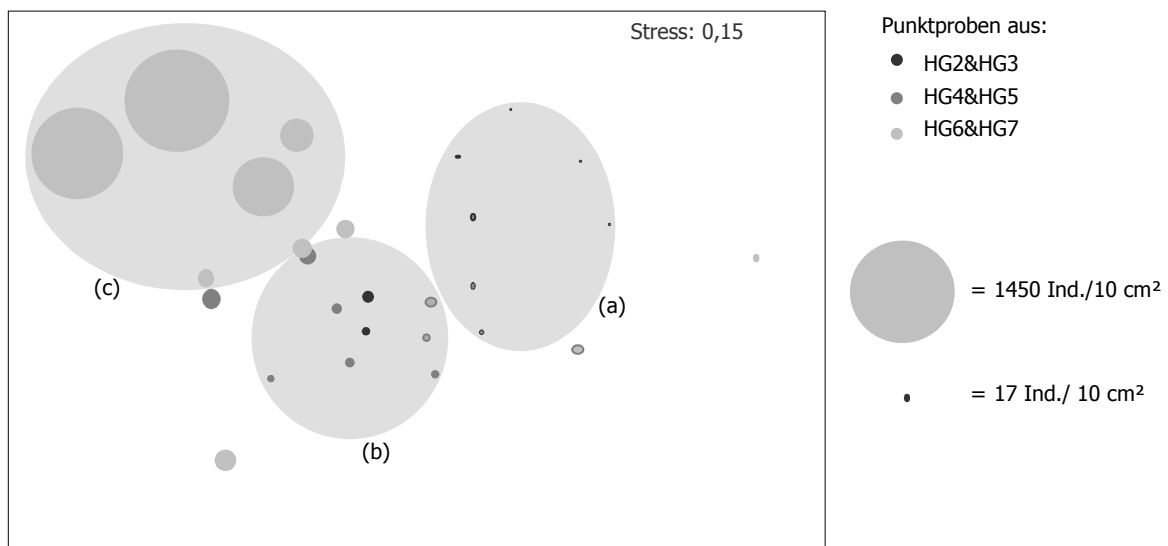 Stress: 0,15
(c)
(a)
(b)
Punktproben aus:
HG2&HG3
HG4&HG5
HG6&HG7
= 1450 Ind./10 cm²
= 17 Ind./ 10 cm²